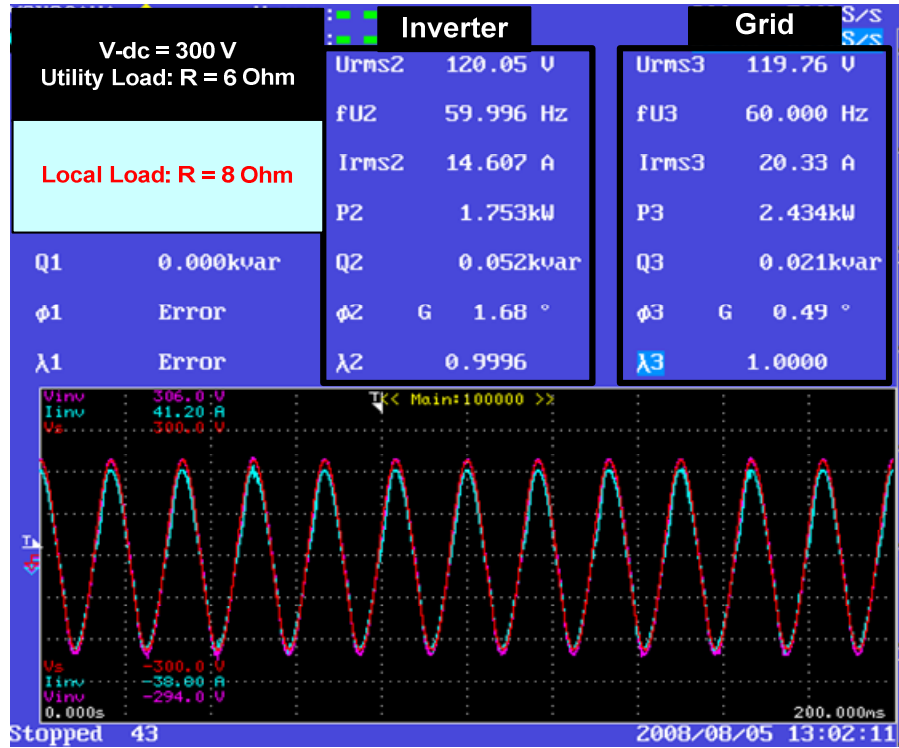 Inverter
Grid
S/s
S/s
V-dc = 300 V
Utility Load: R = 6 Ohm
Local Load: R = 8 Ohm
Urms2 120.05 V
Urms3 119.76 V
fU2 59.996 Hz
fU3 60.000 Hz
Irms2 14.607 A
Irms3 20.33 A
P2 1.753kW
P3 2.434kW
Q1 0.000kvar
Q2 0.052kvar
Q3 0.021kvar
φ1 Error
φ2 G 1.68 °
φ3 G 0.49 °
λ1 Error
λ2 0.9996
λ3 1.0000
Vinv 306.0 V
Iinv 41.20 A
Vs 300.0 V
T
<< Main:100000 >>
T
Vs -300.0 V
Iinv -38.80 A
Vinv -294.0 V
0.000s
200.000ms
Stopped 43
2008/08/05 13:02:11